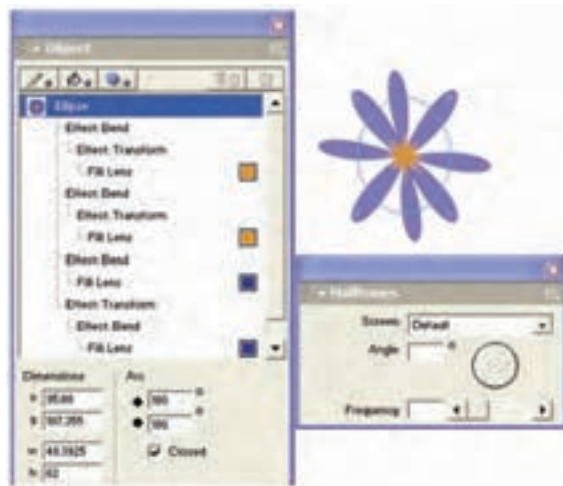 Object
Ellipse
Effect Bend
Effect Transform
Fill Lens
Effect Bend
Effect Transform
Fill Lens
Effect Bend
Fill Lens
Effect Transform
Effect Bend
Fill Lens
Dimensions
Arc
x
y
w
h: 62
Closed
Halftones
Screen: Default
Angle:
Frequency: